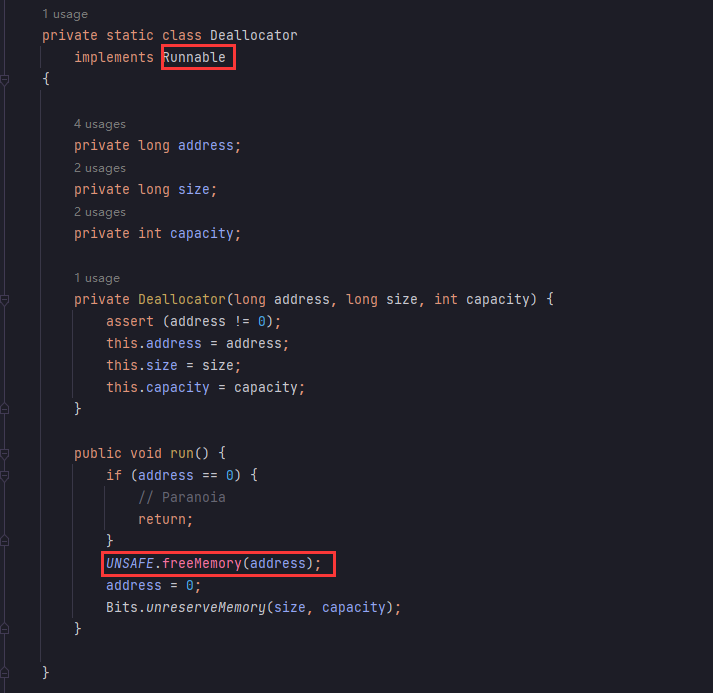 1 usage
private static class Deallocator
implements Runnable
{
4 usages
private long address;
2 usages
private long size;
2 usages
private int capacity;
1 usage
private Deallocator(long address, long size, int capacity) {
assert (address != 0);
this.address = address;
this.size = size;
this.capacity = capacity;
}
public void run() {
if (address == 0) {
// Paranoia
return;
}
UNSAFE.freeMemory(address);
address = 0;
Bits.unreserveMemory(size, capacity);
}
}